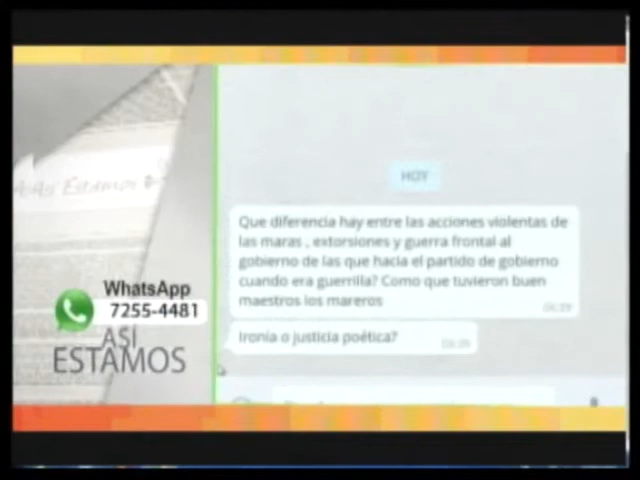 Así Estamos
HOY
Que diferencia hay entre las acciones violentas de
las maras , extorsiones y guerra frontal al
gobierno de las que hacia el partido de gobierno
cuando era guerrilla? Como que tuvieron buen
maestros los mareros
Ironía o justicia poética?
WhatsApp
7255-4481
ASÍ
ESTAMOS